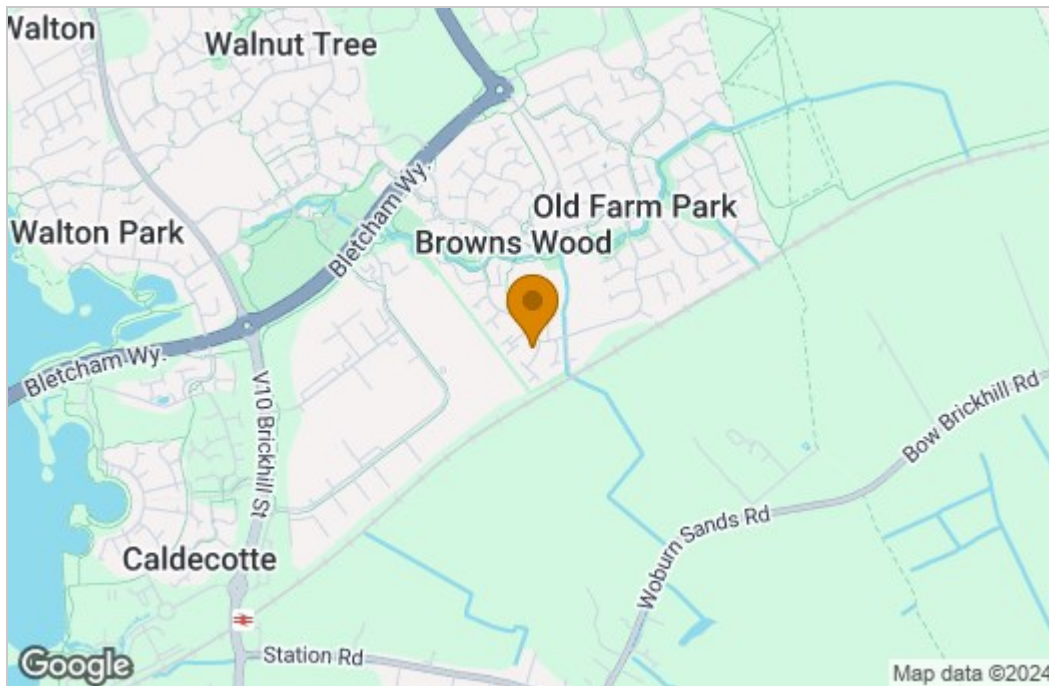 Walton
Walnut Tree
Bletcham Wy.
Old Farm Park
Browns Wood
Walton Park
Bletcham Wy.
V10 Brickhill St
Bow Brickhill Rd
Woburn Sands Rd
Caldecotte
Station Rd
Google
Map data ©2024